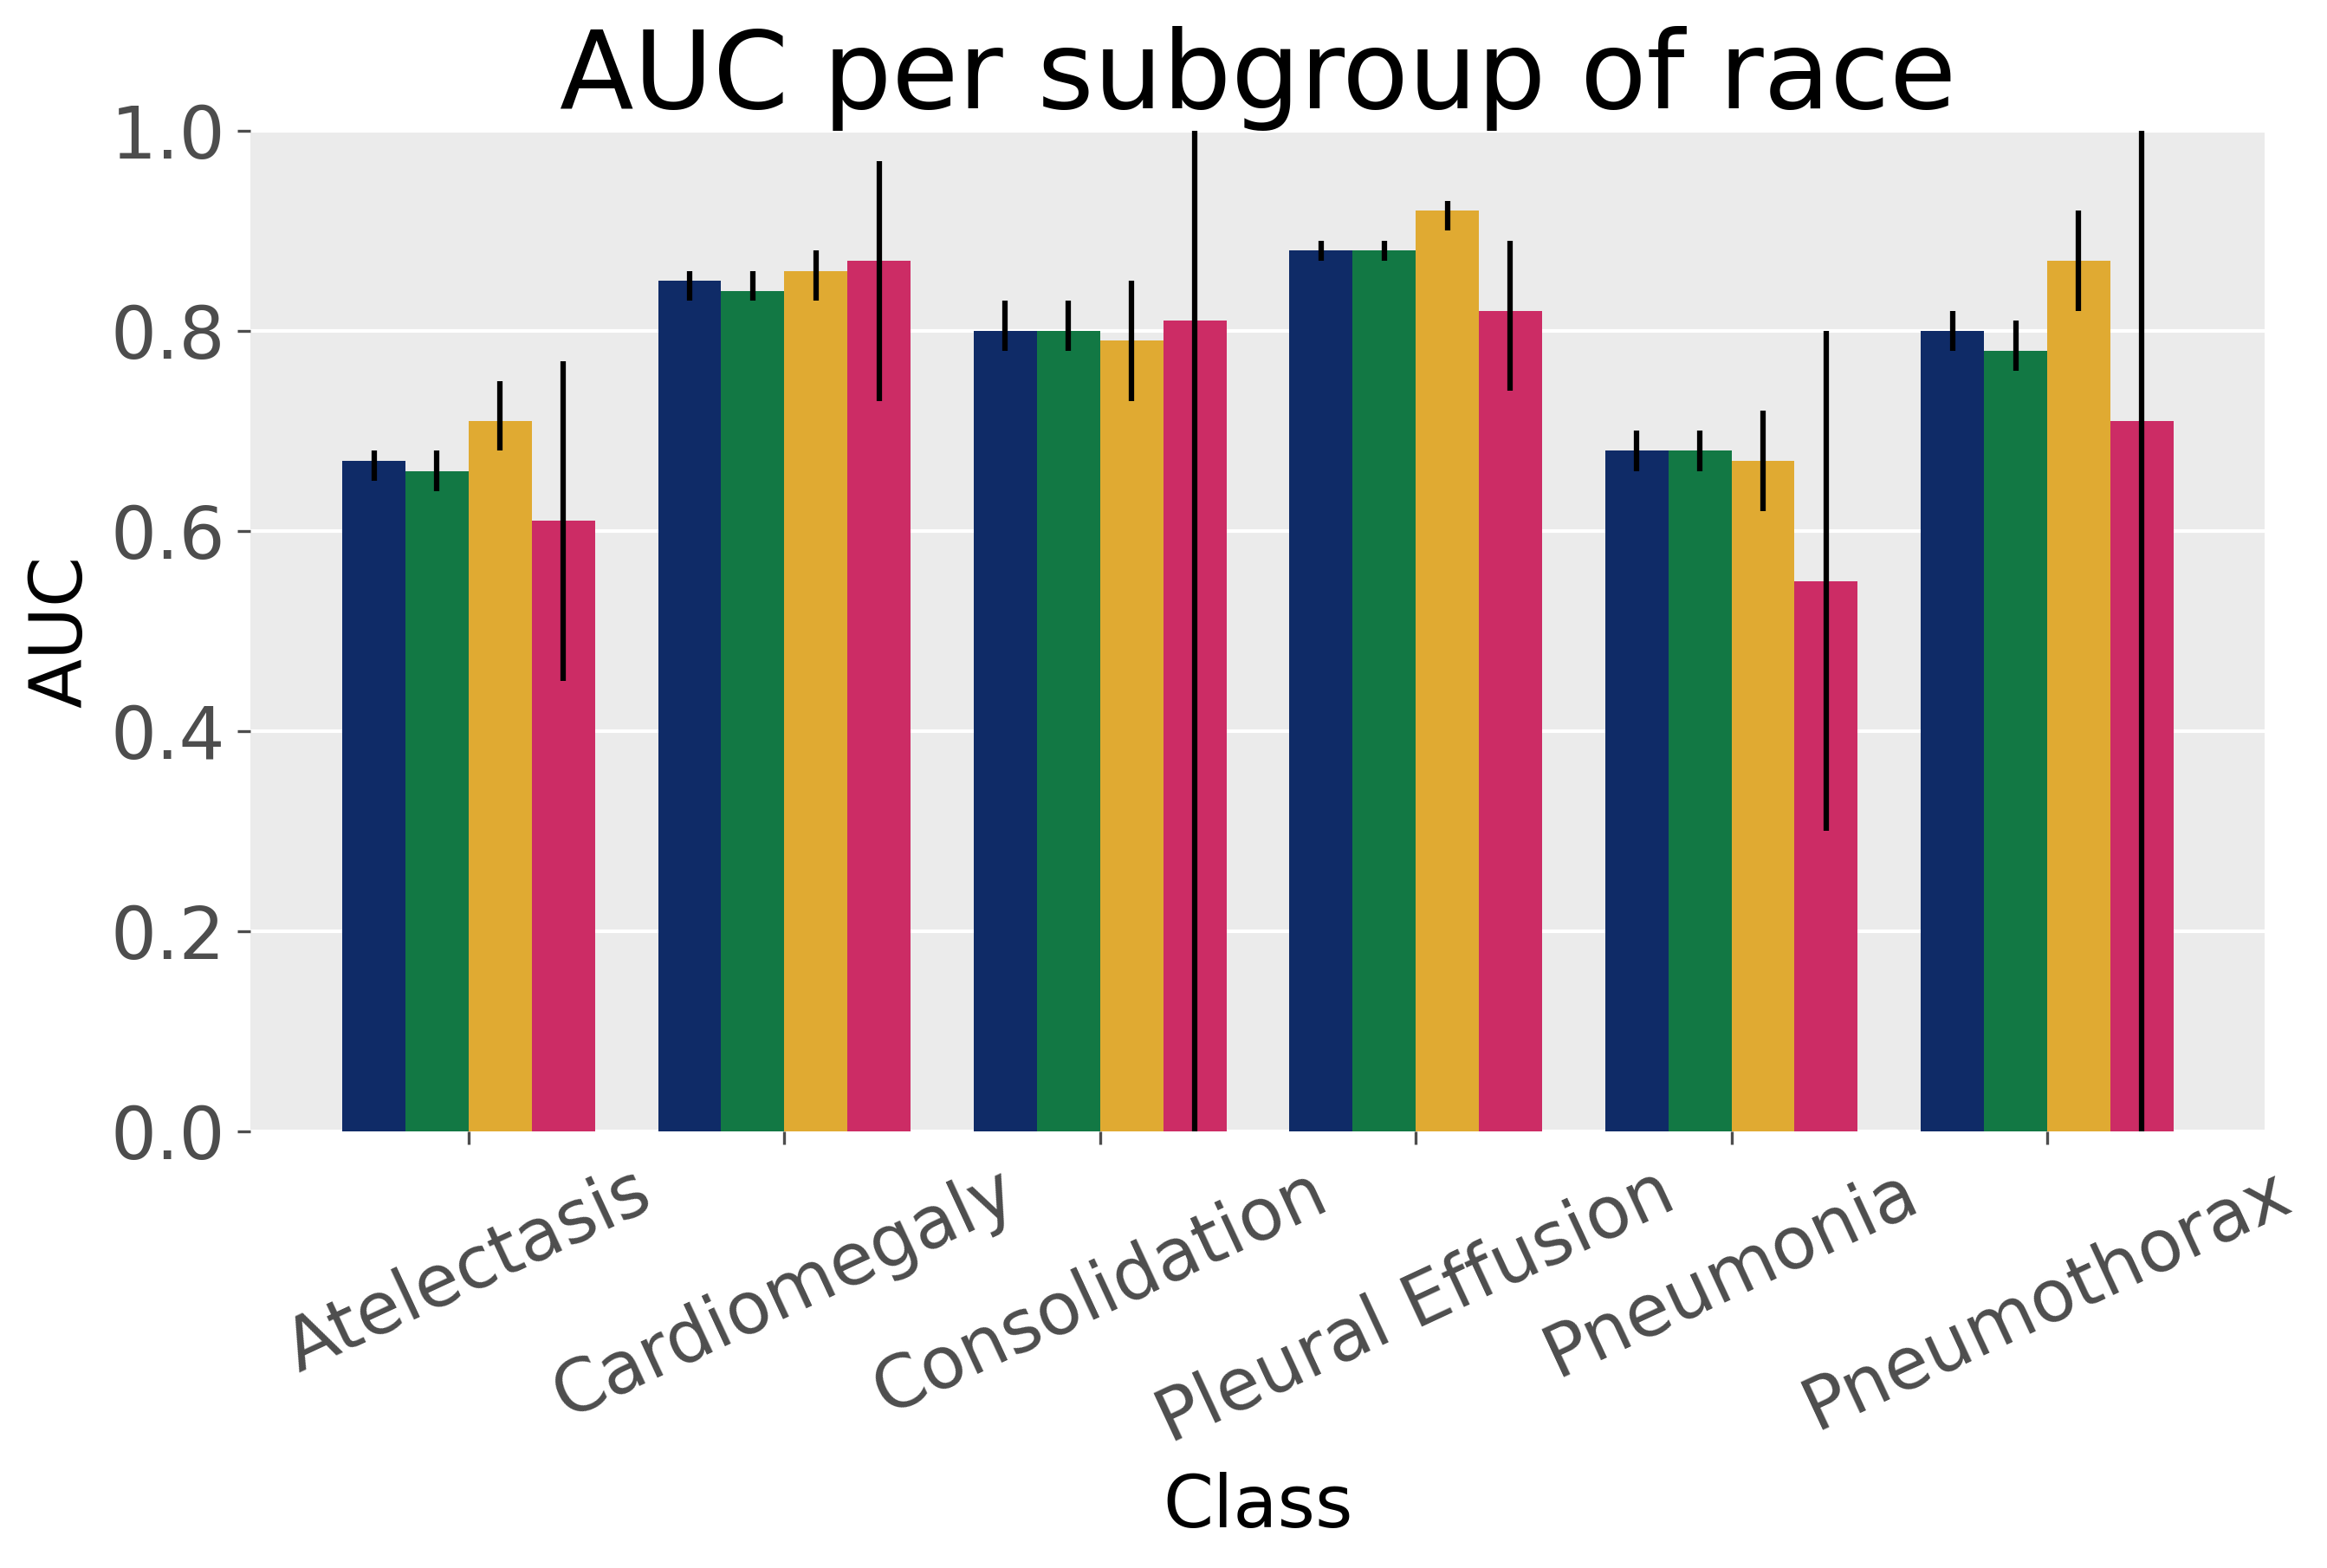 AUC per subgroup of race
1.0
0.8
0.6
0.4
0.2
0.0
AUC
Atelectasis
Cardiomegaly
Consolidation
Pleural Effusion
Pneumonia
Pneumothorax
Class